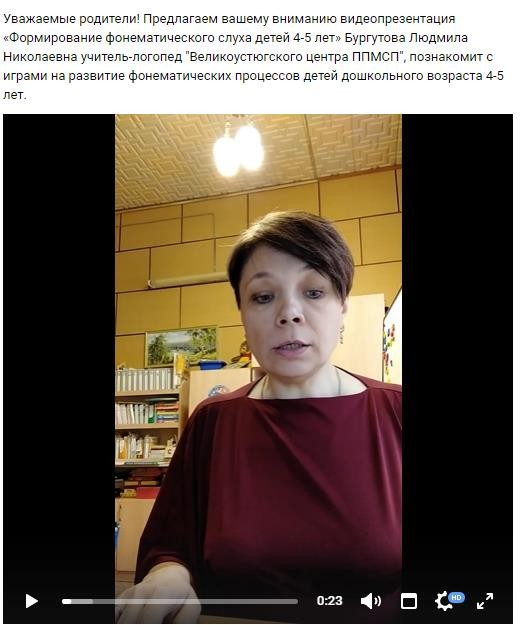 Уважаемые родители! Предлагаем вашему вниманию видеопрезентация
«Формирование фонематического слуха детей 4-5 лет» Бургутова Людмила
Николаевна учитель-логопед "Великоустюгского центра ППМСП", познакомит с
играми на развитие фонематических процессов детей дошкольного возраста 4-5
лет.
0:23
HD